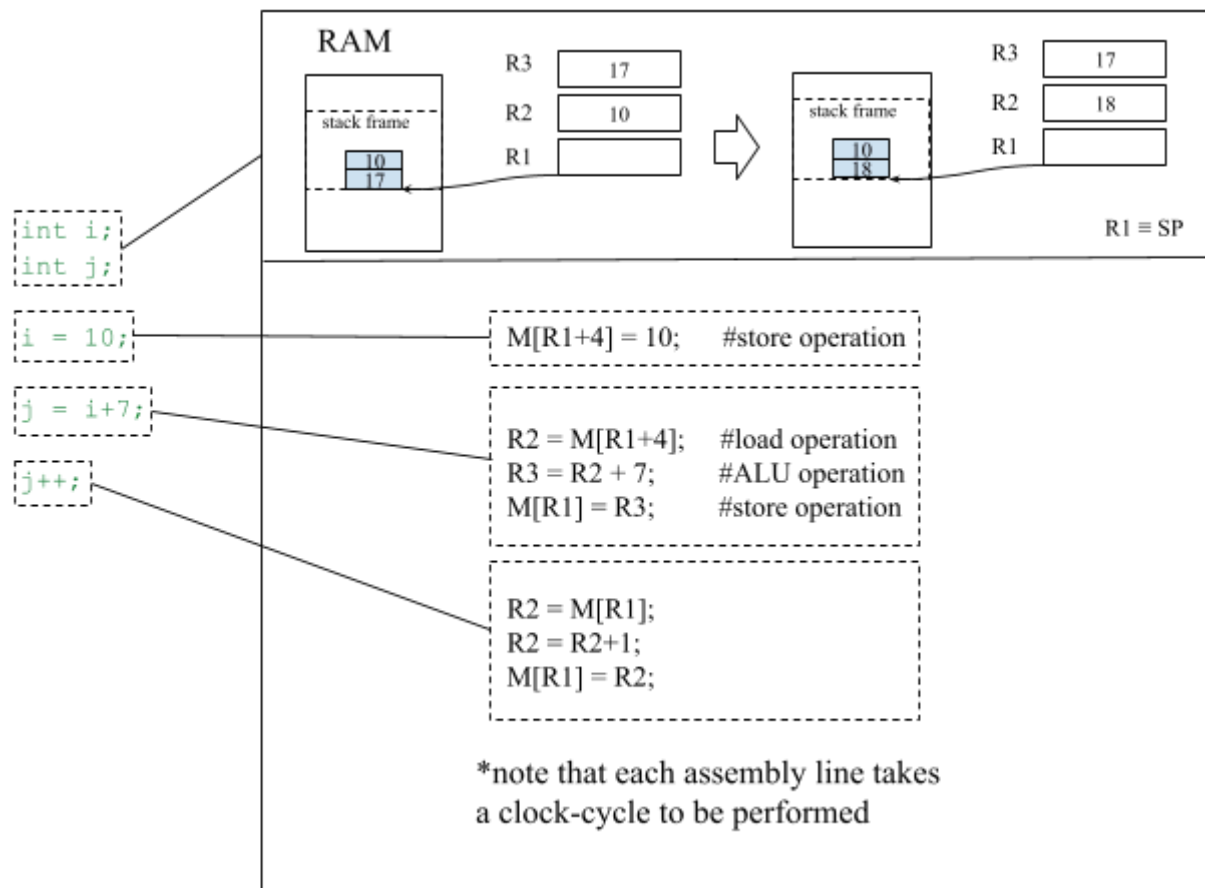 RAM
R3 17
R2 10
R1
stack frame
10
17
R3 17
R2 18
R1
stack frame
10
18
R1 ≡ SP
int i;
int j;
i = 10;
M[R1+4] = 10; #store operation
j = i+7;
R2 = M[R1+4]; #load operation
R3 = R2 + 7; #ALU operation
M[R1] = R3; #store operation
j++;
R2 = M[R1];
R2 = R2+1;
M[R1] = R2;
*note that each assembly line takes
a clock-cycle to be performed